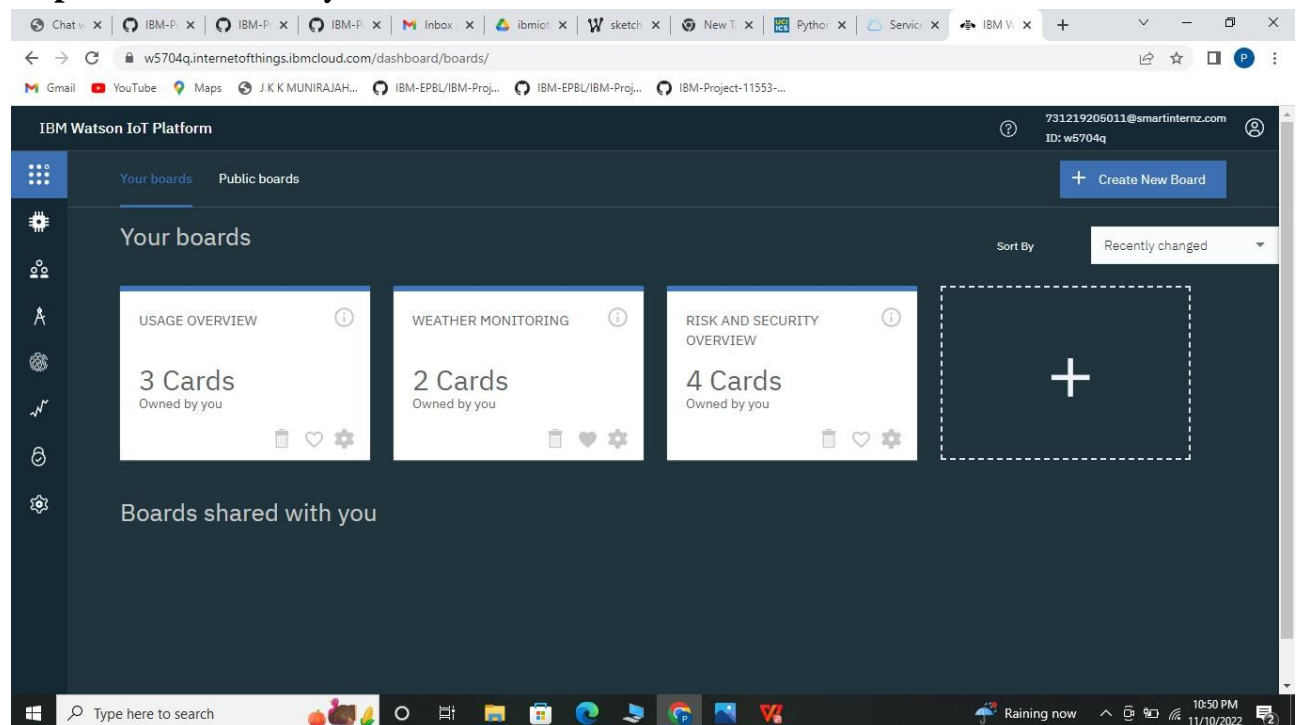 Chat w
IBM-P
IBM-P
IBM-P
Inbox
ibmiot
sketch
New T
Python
Service
IBM W
w5704q.internetofthings.ibmcloud.com/dashboard/boards/
Gmail
YouTube
Maps
J K K MUNIRAJAH...
IBM-EPBL/IBM-Proj...
IBM-EPBL/IBM-Proj...
IBM-Project-11553-...
IBM Watson IoT Platform
731219205011@smartinternz.com
ID: w5704q
Your boards Public boards
+ Create New Board
Your boards
Sort By
Recently changed
USAGE OVERVIEW
3 Cards
Owned by you
WEATHER MONITORING
2 Cards
Owned by you
RISK AND SECURITY
OVERVIEW
4 Cards
Owned by you
Boards shared with you
Type here to search
Raining now
10:50 PM
11/10/2022